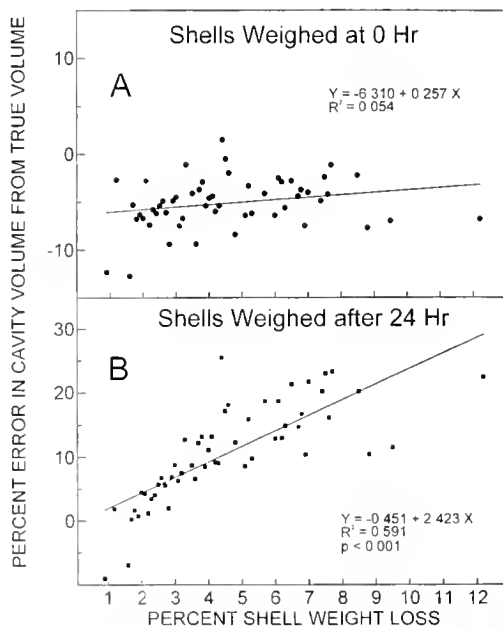 PERCENT ERROR IN CAVITY VOLUME FROM TRUE VOLUME
10
0
-10
Shells Weighed at 0 Hr
A
Y = -6 310 + 0 257 X
R² = 0 054
30
20
10
0
Shells Weighed after 24 Hr
B
Y = -0 451 + 2 423 X
R² = 0 591
p < 0 001
1 2 3 4 5 6 7 8 9 10 11 12
PERCENT SHELL WEIGHT LOSS